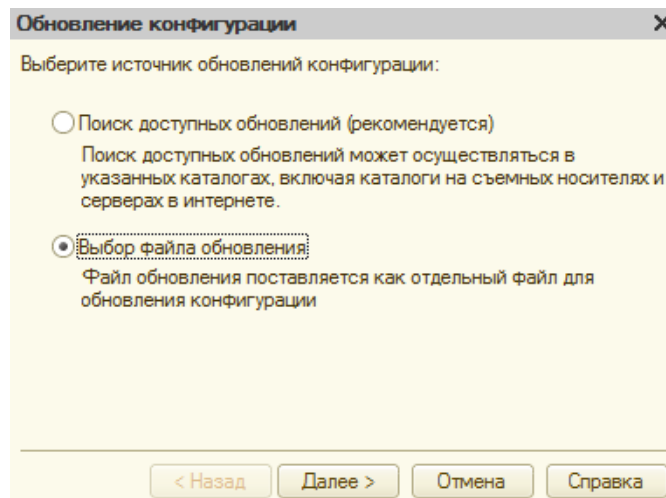 Обновление конфигурации
Выберите источник обновлений конфигурации:
Поиск доступных обновлений (рекомендуется)
Поиск доступных обновлений может осуществляться в
указанных каталогах, включая каталоги на съемных носителях и
серверах в интернете.
Выбор файла обновления
Файл обновления поставляется как отдельный файл для
обновления конфигурации
< Назад Далее > Отмена Справка